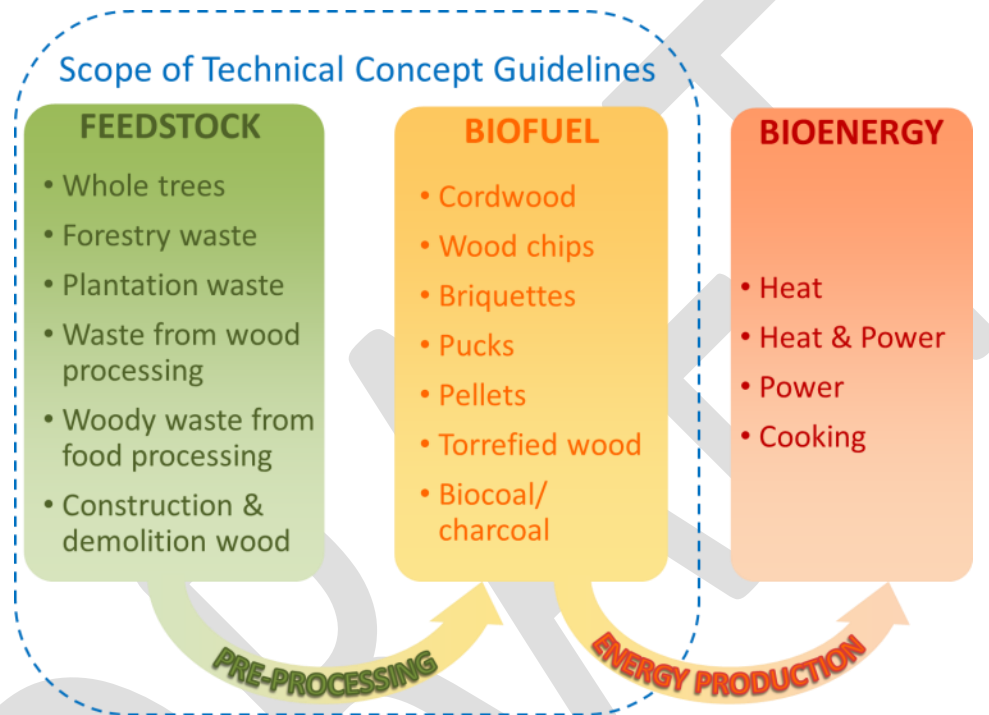 Scope of Technical Concept Guidelines
FEEDSTOCK
• Whole trees
• Forestry waste
• Plantation waste
• Waste from wood
processing
• Woody waste from
food processing
• Construction &
demolition wood
BIOFUEL
• Cordwood
• Wood chips
• Briquettes
• Pucks
• Pellets
• Torrefied wood
• Biocoal/
charcoal
BIOENERGY
• Heat
• Heat & Power
• Power
• Cooking
PRE-PROCESSING
ENERGY PRODUCTION